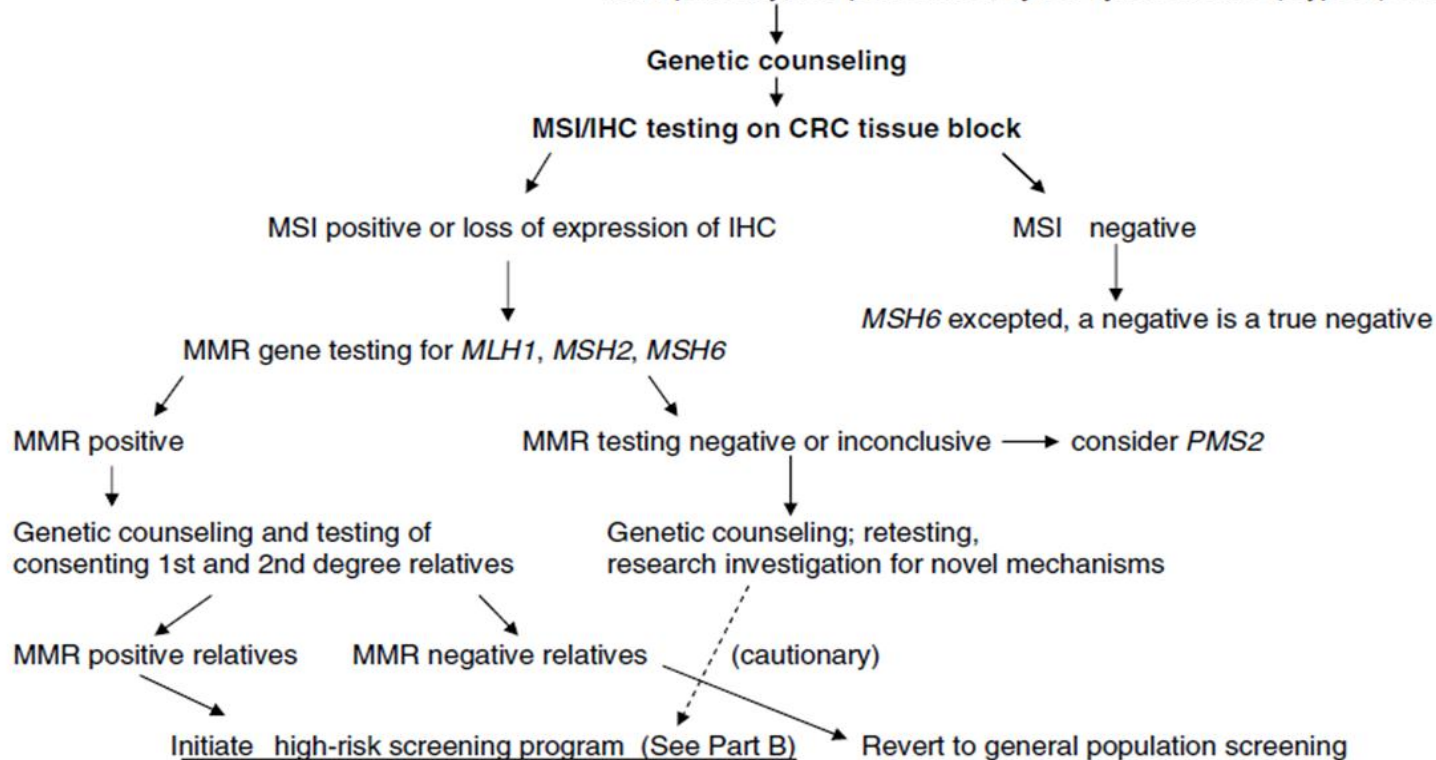 Genetic counseling
MSI/IHC testing on CRC tissue block
MSI positive or loss of expression of IHC
MSI negative
MSH6 excepted, a negative is a true negative
MMR gene testing for MLH1, MSH2, MSH6
MMR positive
MMR testing negative or inconclusive
consider PMS2
Genetic counseling and testing of
consenting 1st and 2nd degree relatives
Genetic counseling; retesting,
research investigation for novel mechanisms
MMR positive relatives
MMR negative relatives
(cautionary)
Initiate high-risk screening program (See Part B)
Revert to general population screening